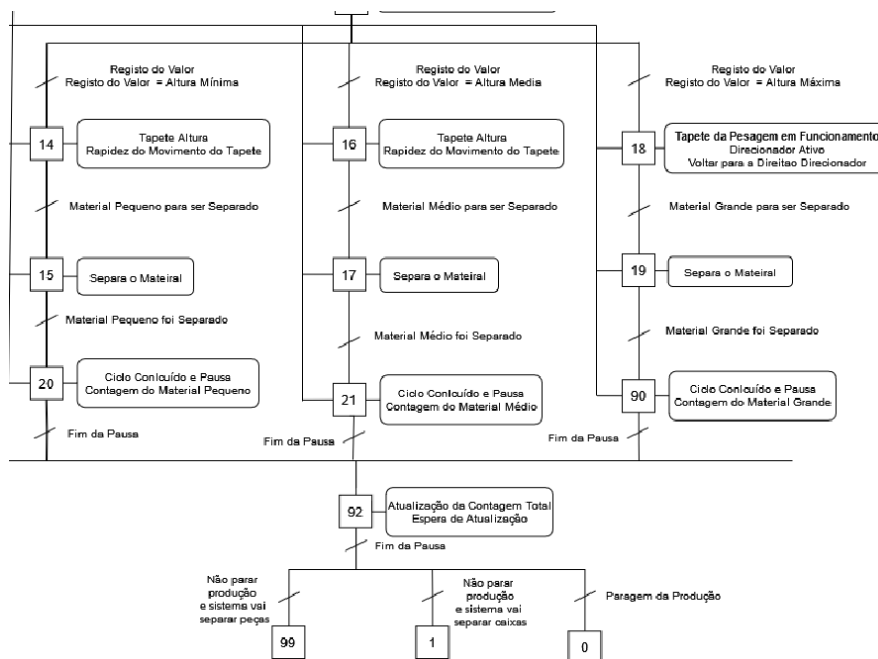 Registo do Valor
Registo do Valor = Altura Mínima
Registo do Valor
Registo do Valor = Altura Media
Registo do Valor
Registo do Valor = Altura Máxima
14
Tapete Altura
Rapidez do Movimento do Tapete
16
Tapete Altura
Rapidez do Movimento do Tapete
18
Tapete da Pesagem em Funcionamento
Direcionador Ativo
Voltar para a Direitao Direcionador
Material Pequeno para ser Separado
Material Médio para ser Separado
Material Grande para ser Separado
15
Separa o Mateiral
17
Separa o Mateiral
19
Separa o Mateiral
Material Pequeno foi Separado
Material Médio foi Separado
Material Grande foi Separado
20
Ciclo Conlcuído e Pausa
Contagem do Material Pequeno
21
Ciclo Conlcuído e Pausa
Contagem do Material Médio
90
Ciclo Conlcuído e Pausa
Contagem do Material Grande
Fim da Pausa
Fim da Pausa
Fim da Pausa
92
Atualização da Contagem Total
Espera de Atualização
Fim da Pausa
Não parar
produção
e sistema vai
separar peças
Não parar
produção
e sistema vai
separar caixas
Paragem da Produção
99
1
0